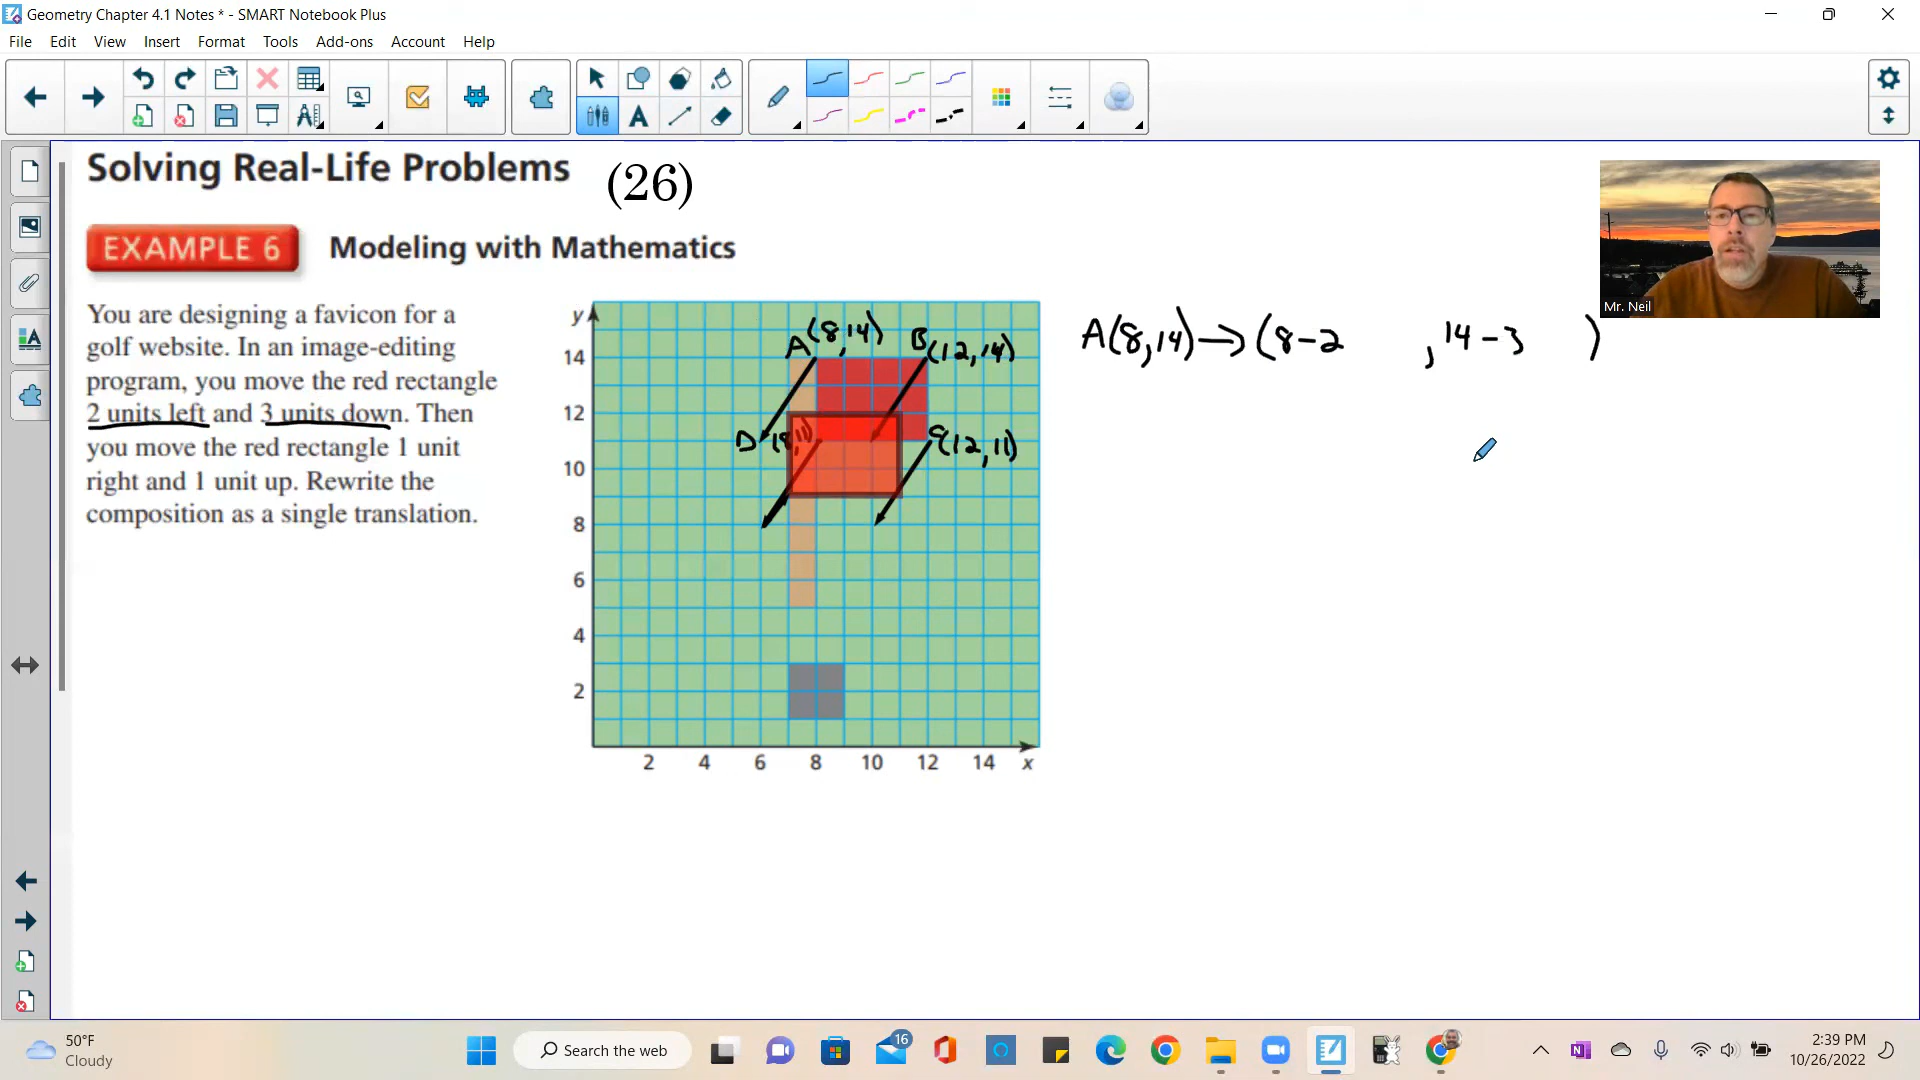 Geometry Chapter 4.1 Notes * - SMART Notebook Plus
File Edit View Insert Format Tools Add-ons Account Help
Solving Real-Life Problems (26)
EXAMPLE 6 Modeling with Mathematics
You are designing a favicon for a
golf website. In an image-editing
program, you move the red rectangle
2 units left and 3 units down. Then
you move the red rectangle 1 unit
right and 1 unit up. Rewrite the
composition as a single translation.
y
14
12
10
8
6
4
2
2 4 6 8 10 12 14 x
A(8,14)
B(12,14)
D(8,11)
C(12,11)
A(8,14)→(8-2 ,14-3 )
Mr. Neil
50°F
Cloudy
Search the web
16
2:39 PM
10/26/2022